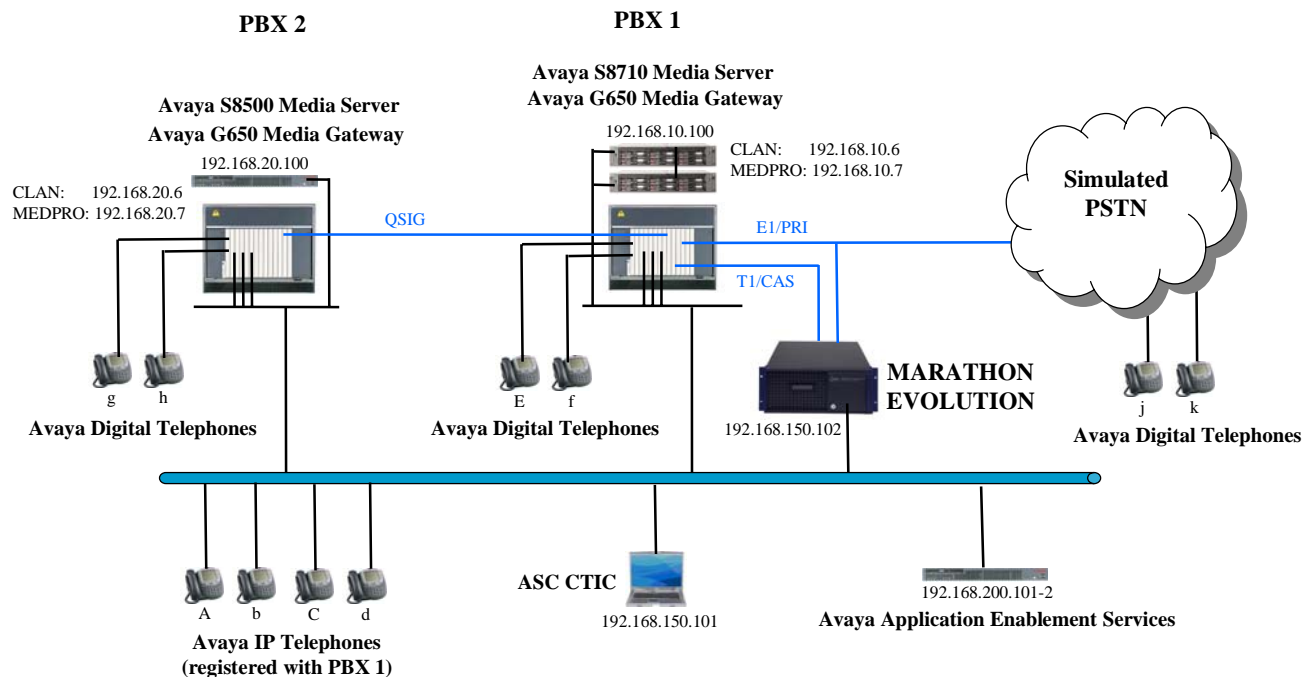 PBX 2
PBX 1
Avaya S8710 Media Server
Avaya G650 Media Gateway
Avaya S8500 Media Server
Avaya G650 Media Gateway
192.168.10.100
192.168.20.100
CLAN: 192.168.10.6
MEDPRO: 192.168.10.7
CLAN: 192.168.20.6
MEDPRO: 192.168.20.7
Simulated
PSTN
QSIG
E1/PRI
T1/CAS
MARATHON
EVOLUTION
g
h
E
f
j
k
Avaya Digital Telephones
Avaya Digital Telephones
192.168.150.102
Avaya Digital Telephones
ASC CTIC
192.168.200.101-2
A
b
C
d
192.168.150.101
Avaya Application Enablement Services
Avaya IP Telephones
(registered with PBX 1)